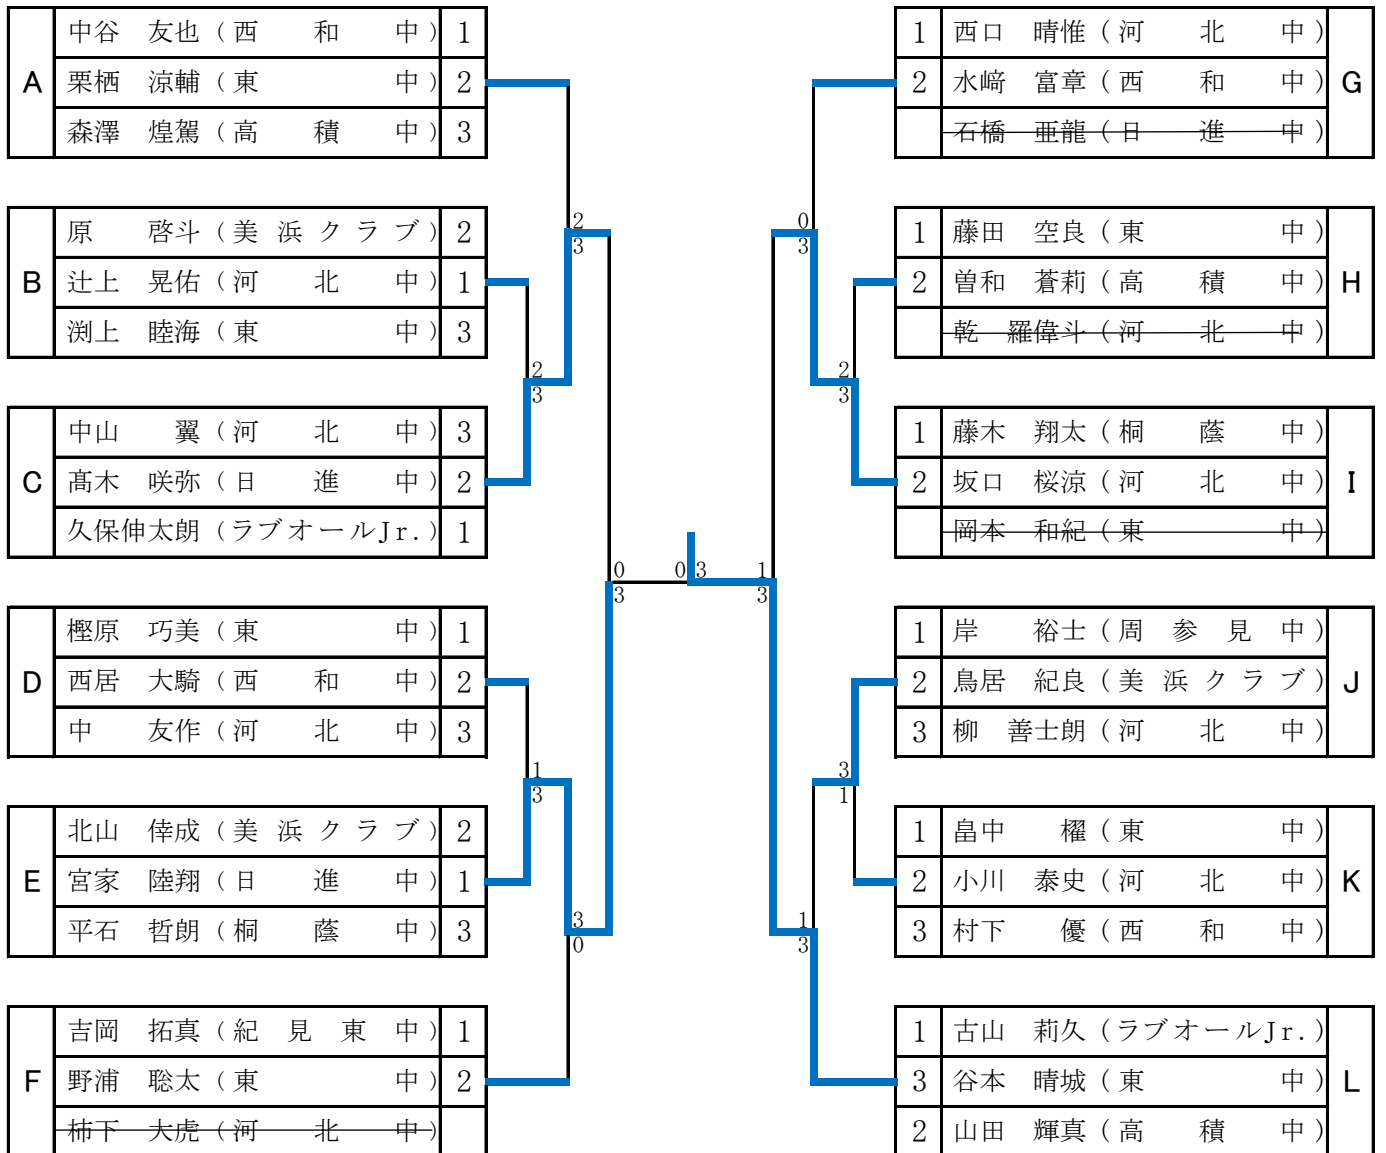 A
中谷 友也 (西 和 中) 1
栗栖 涼輔 (東 中) 2
森澤 煌駕 (高 積 中) 3
B
原 啓斗 (美 浜 ク ラ ブ) 2
辻上 晃佑 (河 北 中) 1
渕上 睦海 (東 中) 3
C
中山 翼 (河 北 中) 3
髙木 咲弥 (日 進 中) 2
久保伸太朗 (ラブオールJr.) 1
D
樫原 巧美 (東 中) 1
西居 大騎 (西 和 中) 2
中 友作 (河 北 中) 3
E
北山 倖成 (美 浜 ク ラ ブ) 2
宮家 陸翔 (日 進 中) 1
平石 哲朗 (桐 蔭 中) 3
F
吉岡 拓真 (紀 見 東 中) 1
野浦 聡太 (東 中) 2
柿下 大虎 (河 北 中)
2
3
2
3
0
3
1
3
3
0
0 3
0
3
2
3
1
3
3
1
1
3
1 西口 晴惟 (河 北 中)
2 水﨑 富章 (西 和 中)
石橋 亜龍 (日 進 中)
G
1 藤田 空良 (東 中)
2 曽和 蒼莉 (高 積 中)
乾 羅偉斗 (河 北 中)
H
1 藤木 翔太 (桐 蔭 中)
2 坂口 桜涼 (河 北 中)
岡本 和紀 (東 中)
I
1 岸 裕士 (周 参 見 中)
2 鳥居 紀良 (美 浜 ク ラ ブ)
3 柳 善士朗 (河 北 中)
J
1 畠中 櫂 (東 中)
2 小川 泰史 (河 北 中)
3 村下 優 (西 和 中)
K
1 古山 莉久 (ラブオールJr.)
3 谷本 晴城 (東 中)
2 山田 輝真 (高 積 中)
L